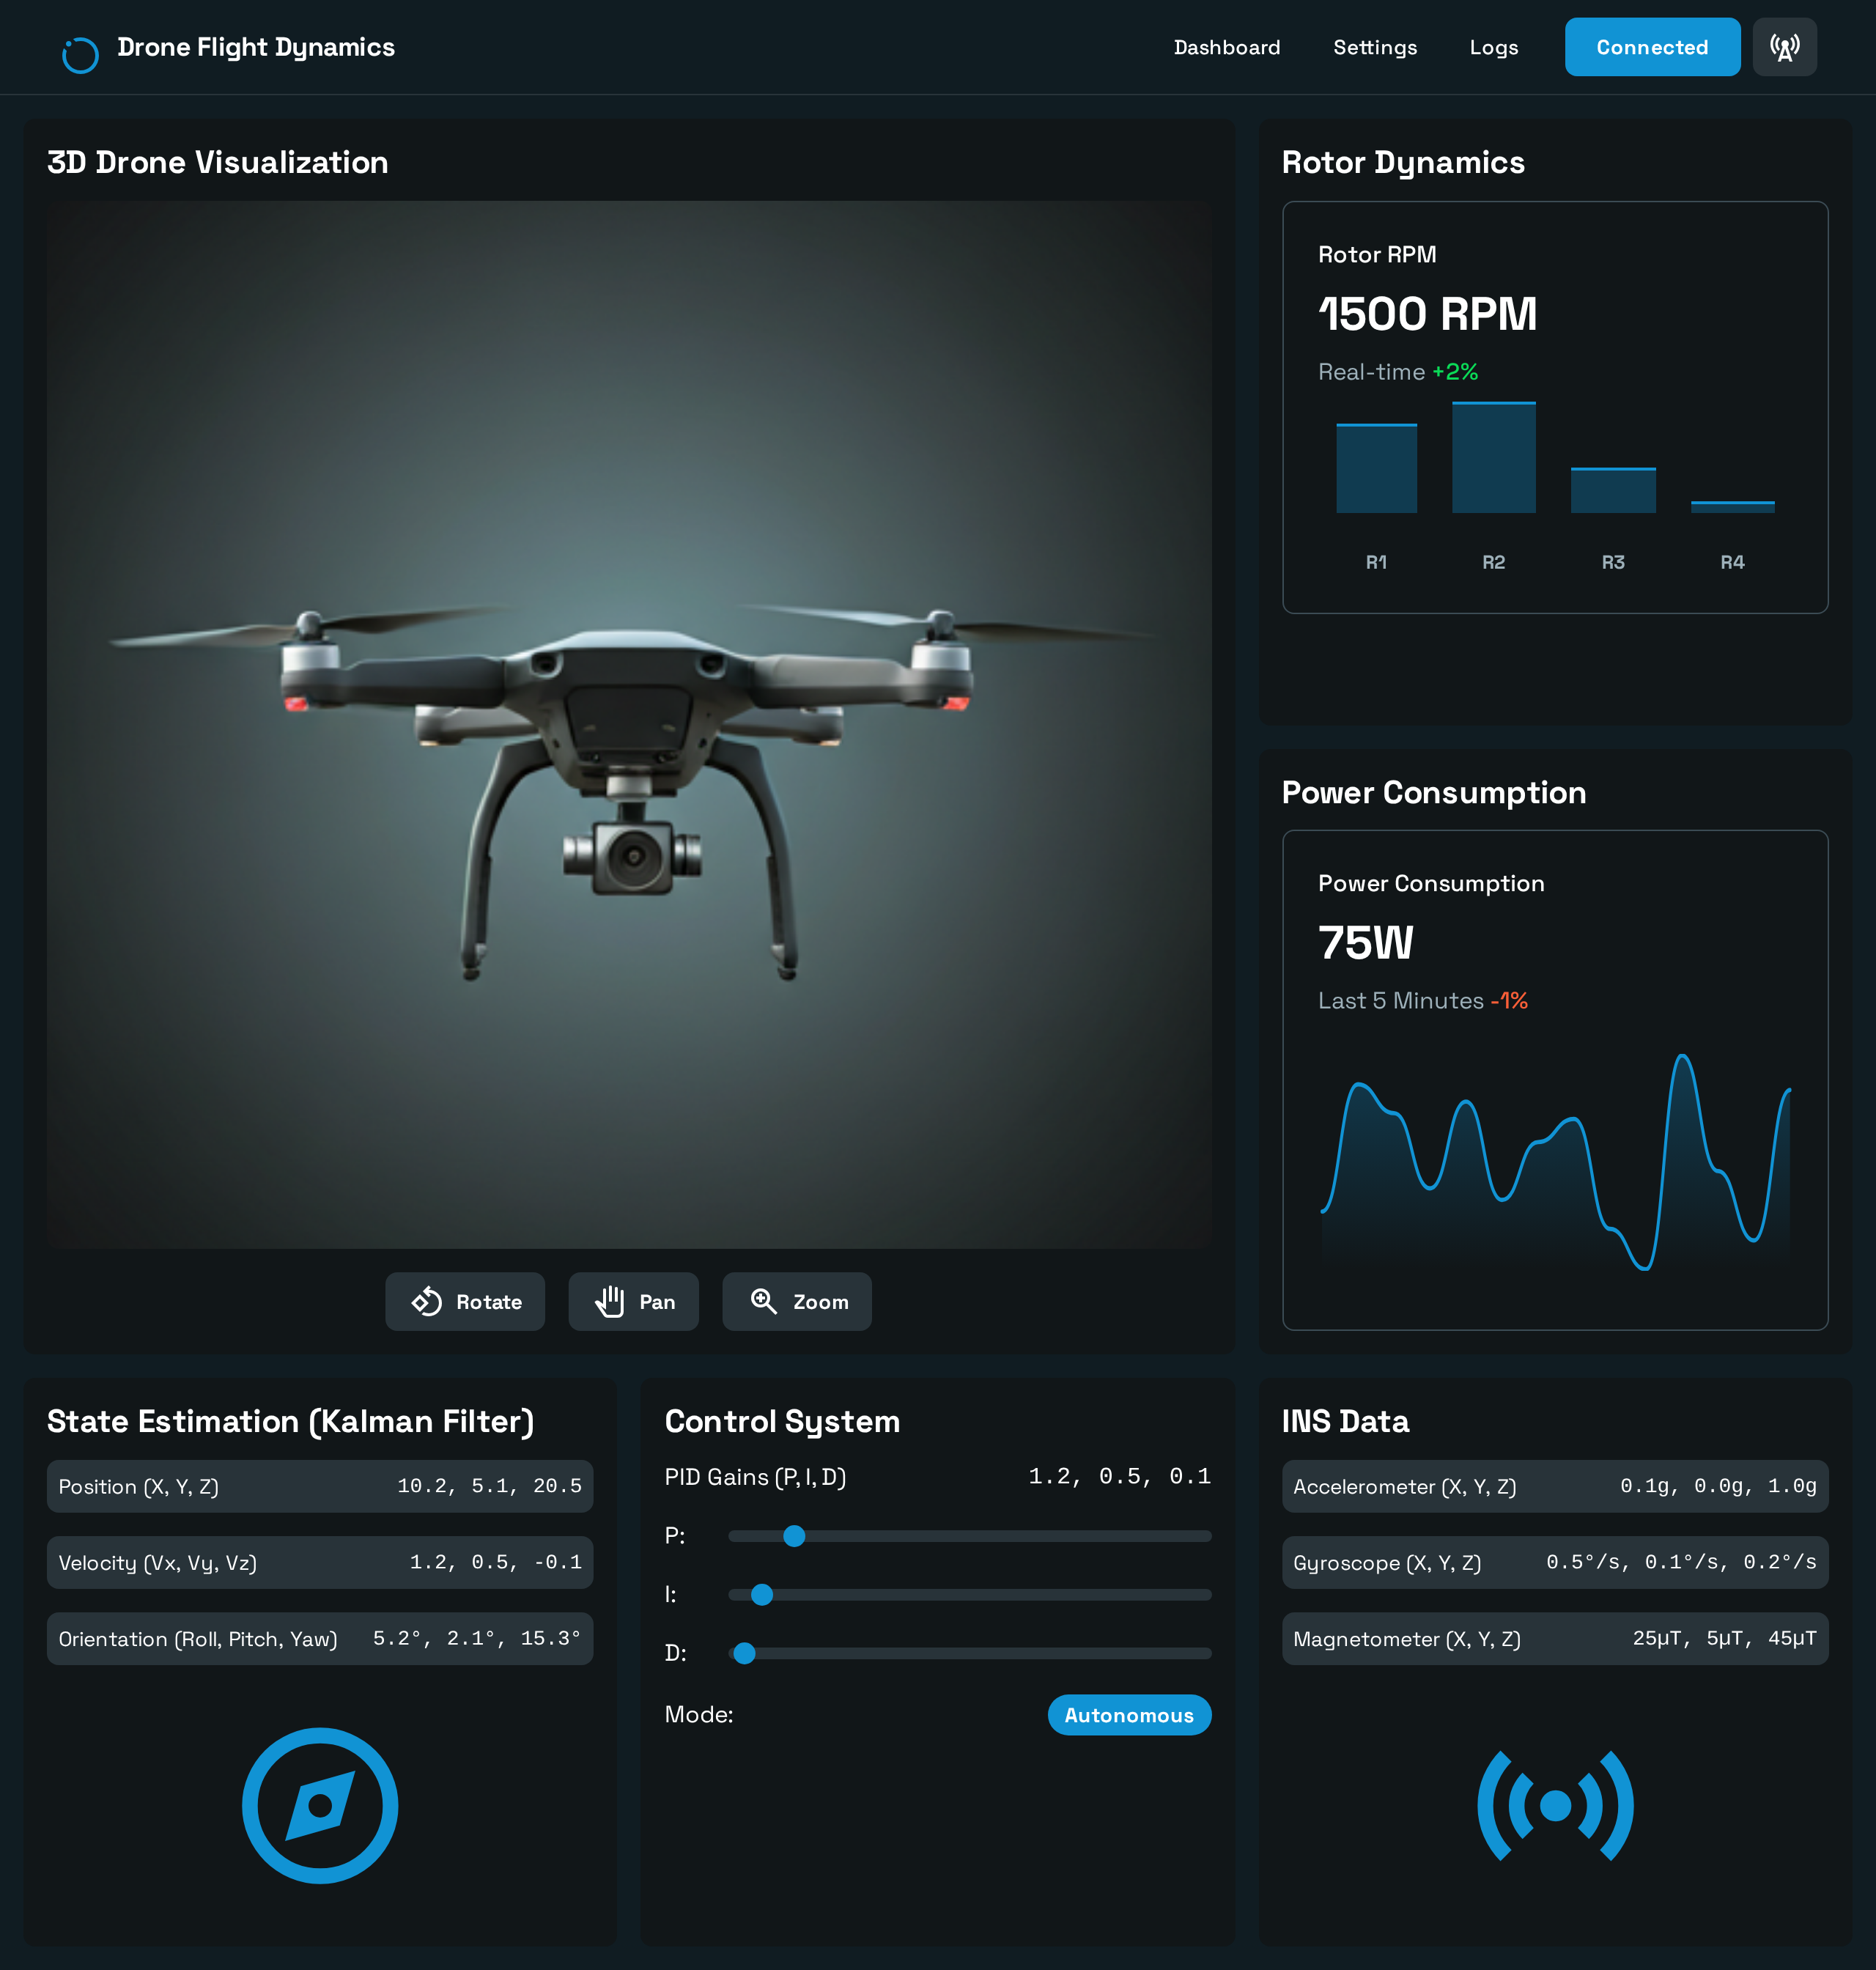 Drone Flight Dynamics
Dashboard
Settings
Logs
Connected
3D Drone Visualization
Rotate
Pan
Zoom
Rotor Dynamics
Rotor RPM
1500 RPM
Real-time +2%
R1 R2 R3 R4
Power Consumption
Power Consumption
75W
Last 5 Minutes -1%
State Estimation (Kalman Filter)
Position (X, Y, Z) 10.2, 5.1, 20.5
Velocity (Vx, Vy, Vz) 1.2, 0.5, -0.1
Orientation (Roll, Pitch, Yaw) 5.2°, 2.1°, 15.3°
Control System
PID Gains (P, I, D) 1.2, 0.5, 0.1
P:
I:
D:
Mode: Autonomous
INS Data
Accelerometer (X, Y, Z) 0.1g, 0.0g, 1.0g
Gyroscope (X, Y, Z) 0.5°/s, 0.1°/s, 0.2°/s
Magnetometer (X, Y, Z) 25µT, 5µT, 45µT